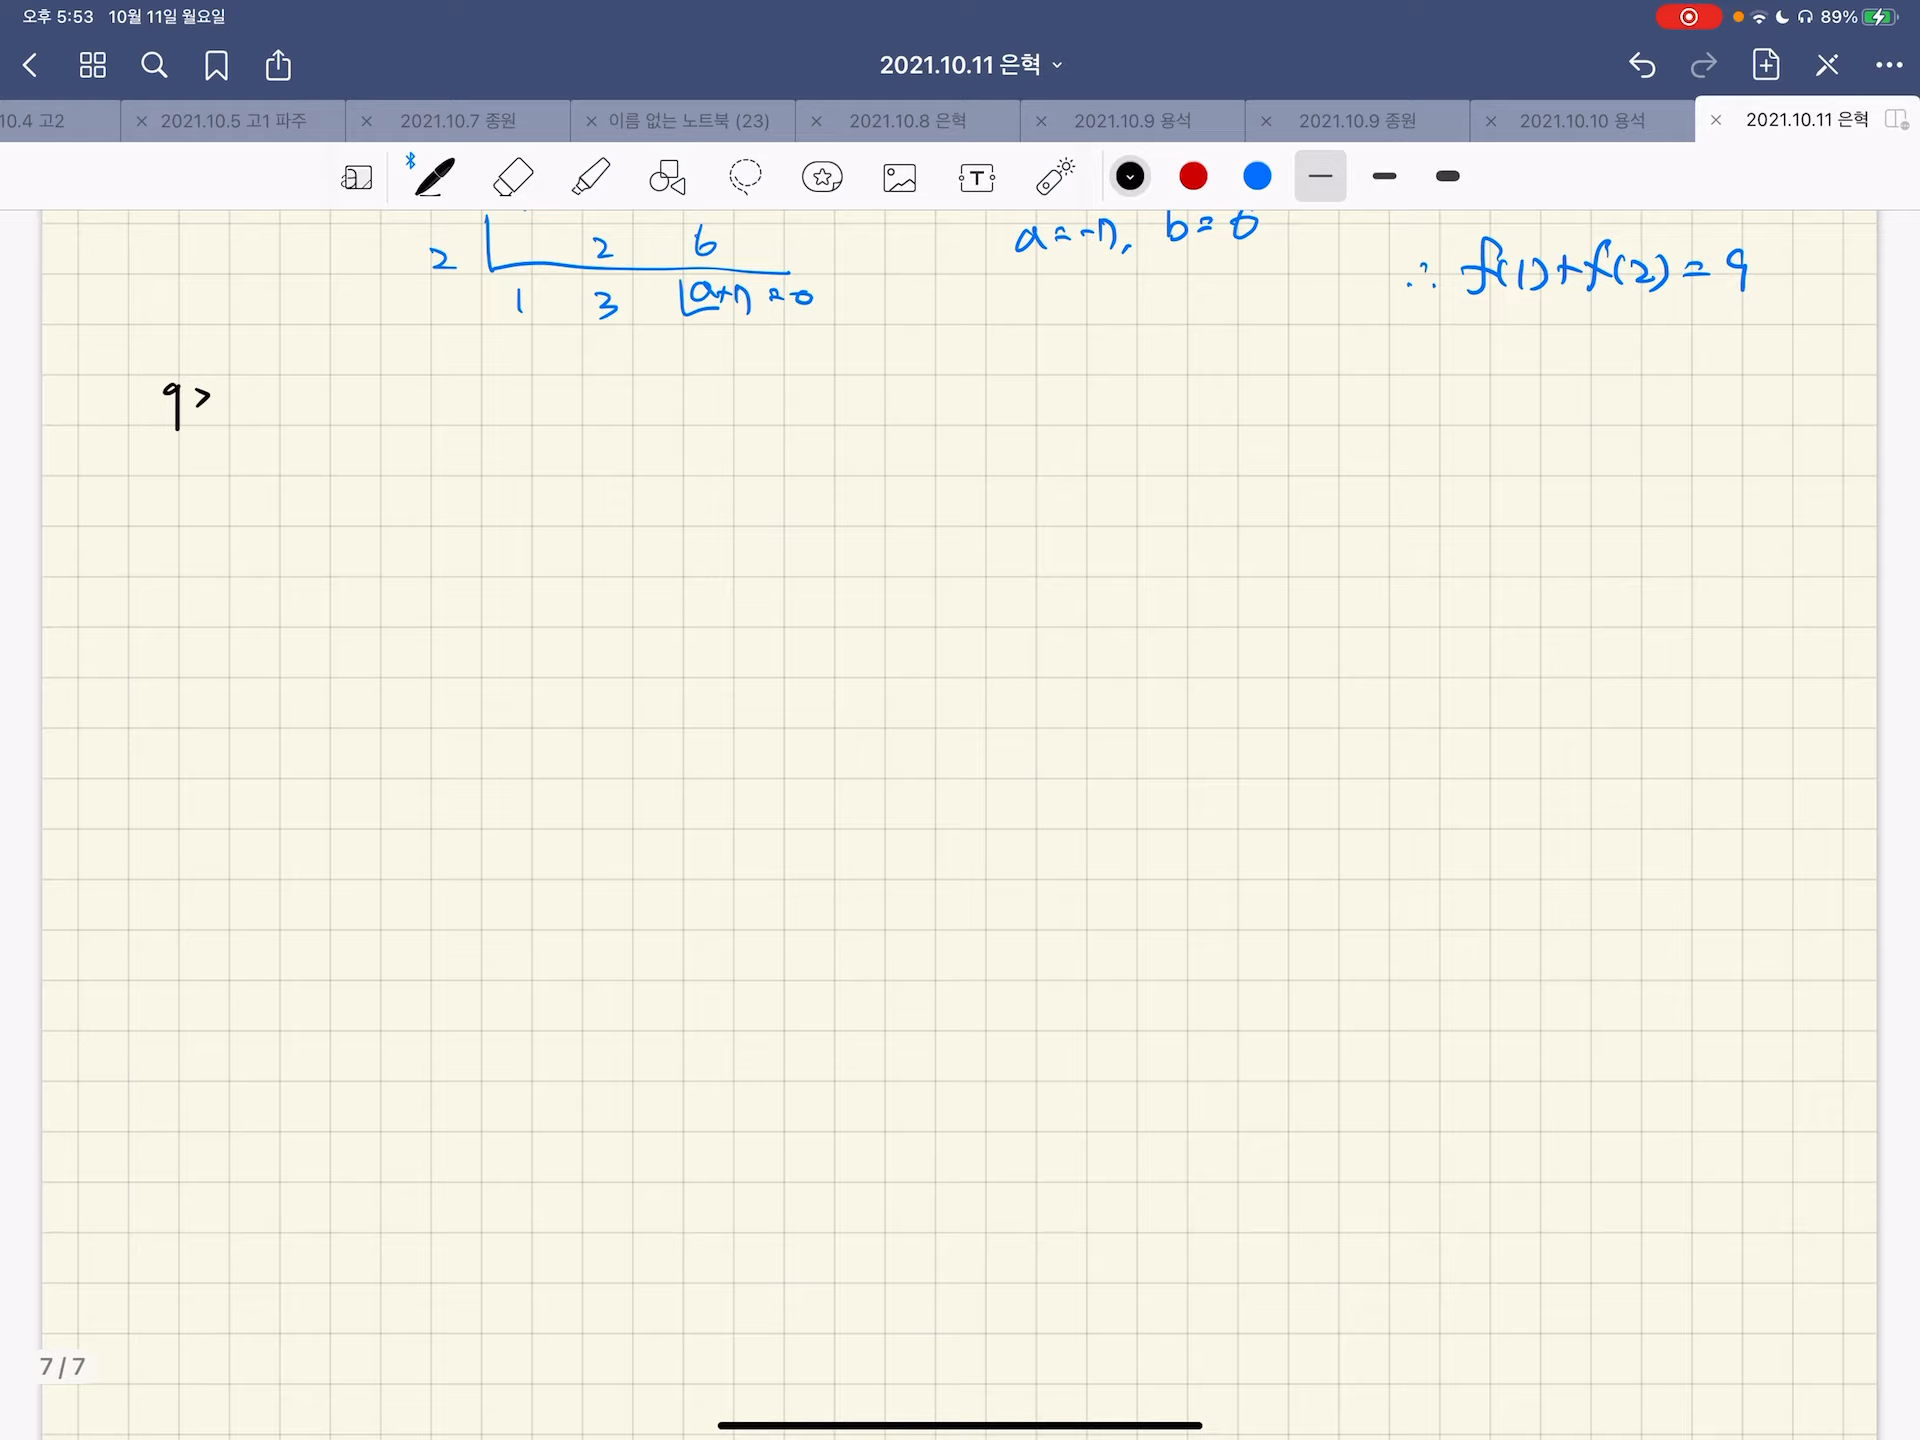 오후 5:53 10월 11일 월요일 89%
2021.10.11 은혁
10.4 고2 2021.10.5 고1 파주 2021.10.7 종원 이름 없는 노트북 (23) 2021.10.8 은혁 2021.10.9 용석 2021.10.9 종원 2021.10.10 용석 2021.10.11 은혁
2 2 6
1 3 a+7=0
a=-7, b=6
∴ f(1)+f(2)=9
9>
7/7